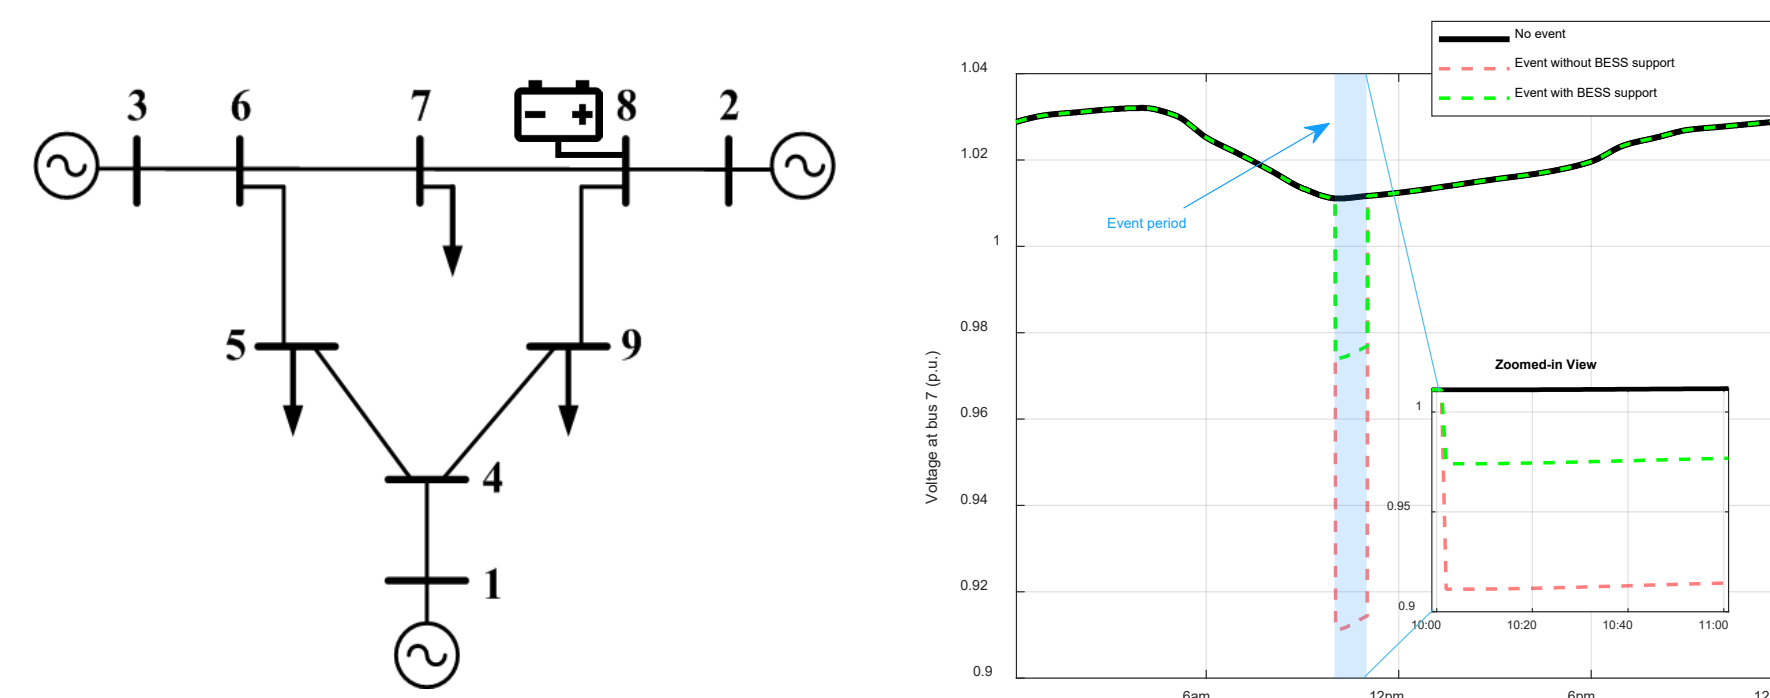 3
6
7
8
2
5
9
4
1
No event
Event without BESS support
Event with BESS support
1.04
1.02
1
0.98
0.96
0.94
0.92
0.9
Voltage at bus 7 (p.u.)
Event period
Zoomed-in View
1
0.95
0.9
10:00
10:20
10:40
11:00
6am
12pm
6pm
12